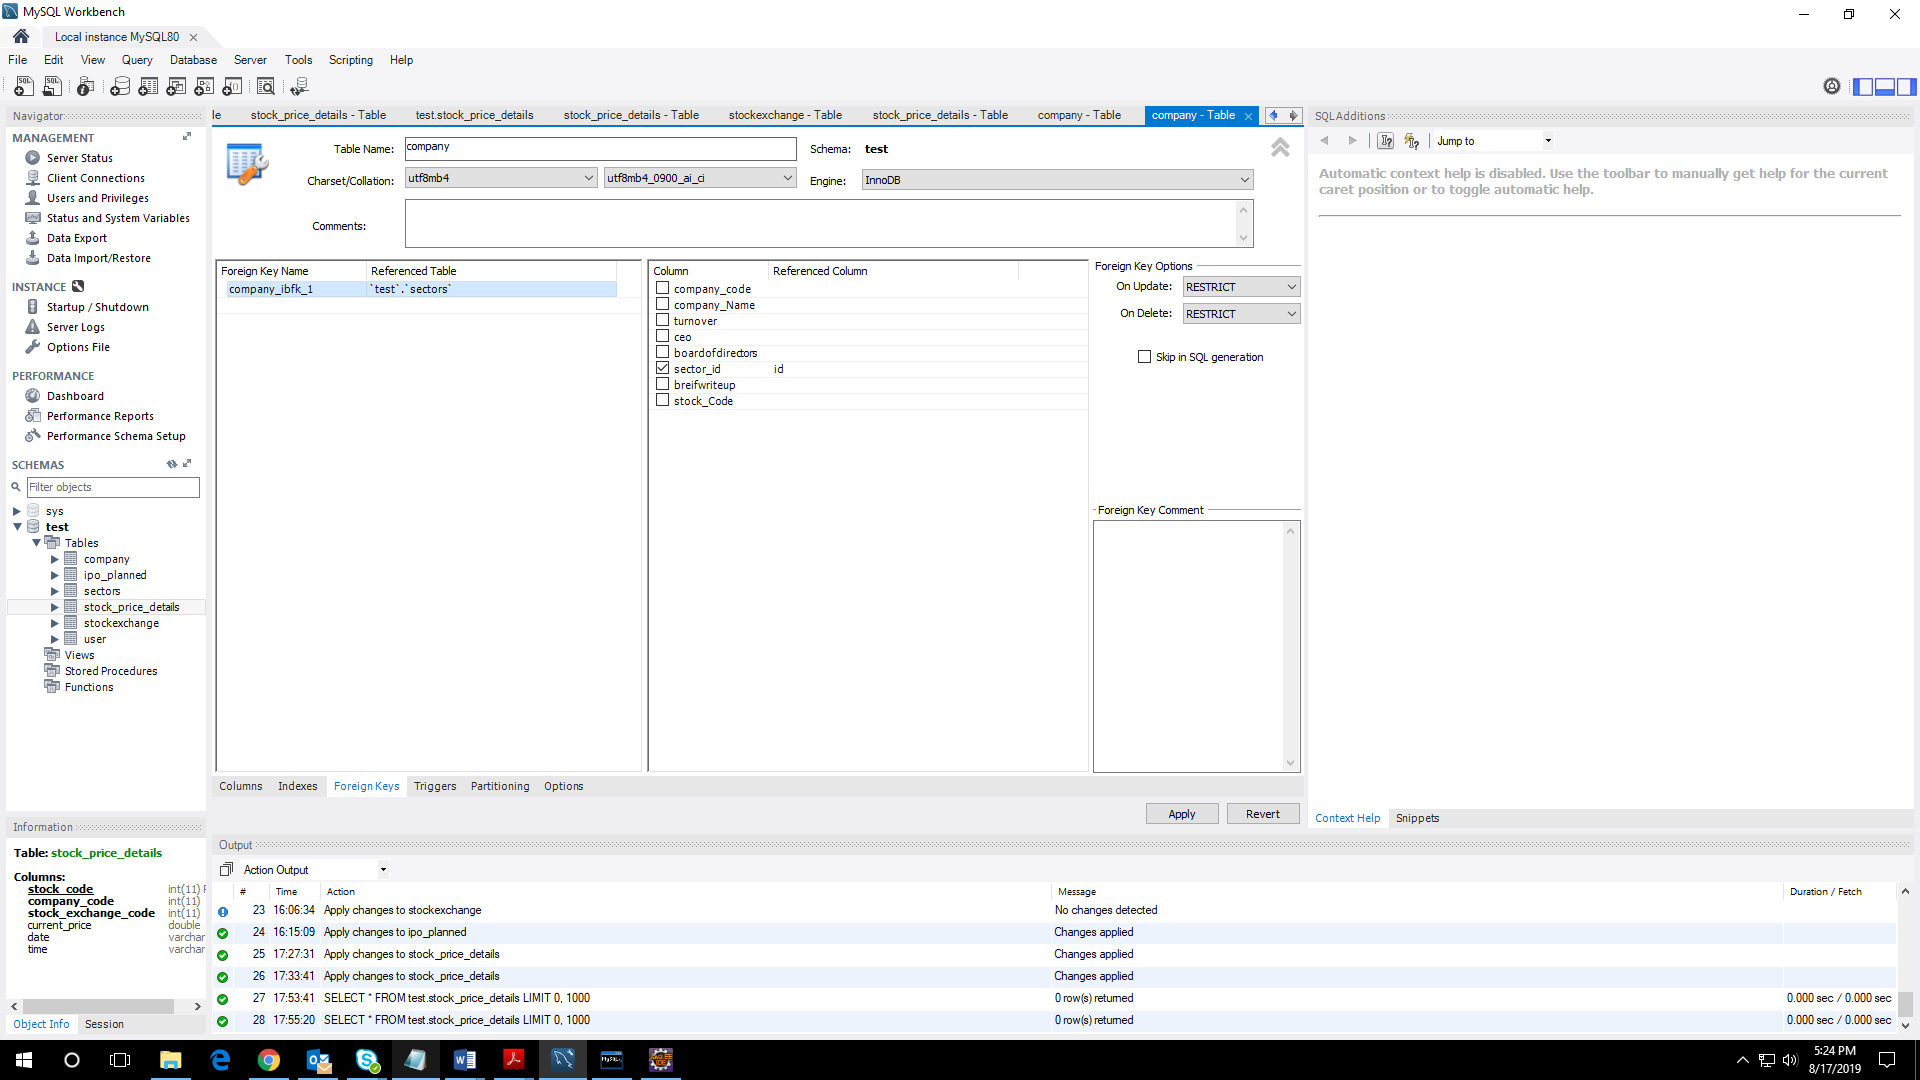 MySQL Workbench
Local instance MySQL80
File Edit View Query Database Server Tools Scripting Help
Navigator
MANAGEMENT
Server Status
Client Connections
Users and Privileges
Status and System Variables
Data Export
Data Import/Restore
INSTANCE
Startup / Shutdown
Server Logs
Options File
PERFORMANCE
Dashboard
Performance Reports
Performance Schema Setup
SCHEMAS
Filter objects
sys
test
Tables
company
ipo_planned
sectors
stock_price_details
stockexchange
user
Views
Stored Procedures
Functions
Information
Table: stock_price_details
Columns:
stock_code int(11) P
company_code int(11)
stock_exchange_code int(11)
current_price double
date varchar
time varchar
Object Info Session
le stock_price_details - Table test.stock_price_details stock_price_details - Table stockexchange - Table stock_price_details - Table company - Table company - Table
Table Name: company Schema: test
Charset/Collation: utf8mb4 utf8mb4_0900_ai_ci Engine: InnoDB
Comments:
Foreign Key Name Referenced Table
company_ibfk_1 `test`.`sectors`
Column Referenced Column
company_code
company_Name
turnover
ceo
boardofdirectors
sector_id id
breifwriteup
stock_Code
Foreign Key Options
On Update: RESTRICT
On Delete: RESTRICT
Skip in SQL generation
Foreign Key Comment
Columns Indexes Foreign Keys Triggers Partitioning Options
Apply Revert
SQLAdditions
Jump to
Automatic context help is disabled. Use the toolbar to manually get help for the current
caret position or to toggle automatic help.
Context Help Snippets
Output
Action Output
# Time Action Message Duration / Fetch
23 16:06:34 Apply changes to stockexchange No changes detected
24 16:15:09 Apply changes to ipo_planned Changes applied
25 17:27:31 Apply changes to stock_price_details Changes applied
26 17:33:41 Apply changes to stock_price_details Changes applied
27 17:53:41 SELECT * FROM test.stock_price_details LIMIT 0, 1000 0 row(s) returned 0.000 sec / 0.000 sec
28 17:55:20 SELECT * FROM test.stock_price_details LIMIT 0, 1000 0 row(s) returned 0.000 sec / 0.000 sec
5:24 PM
8/17/2019